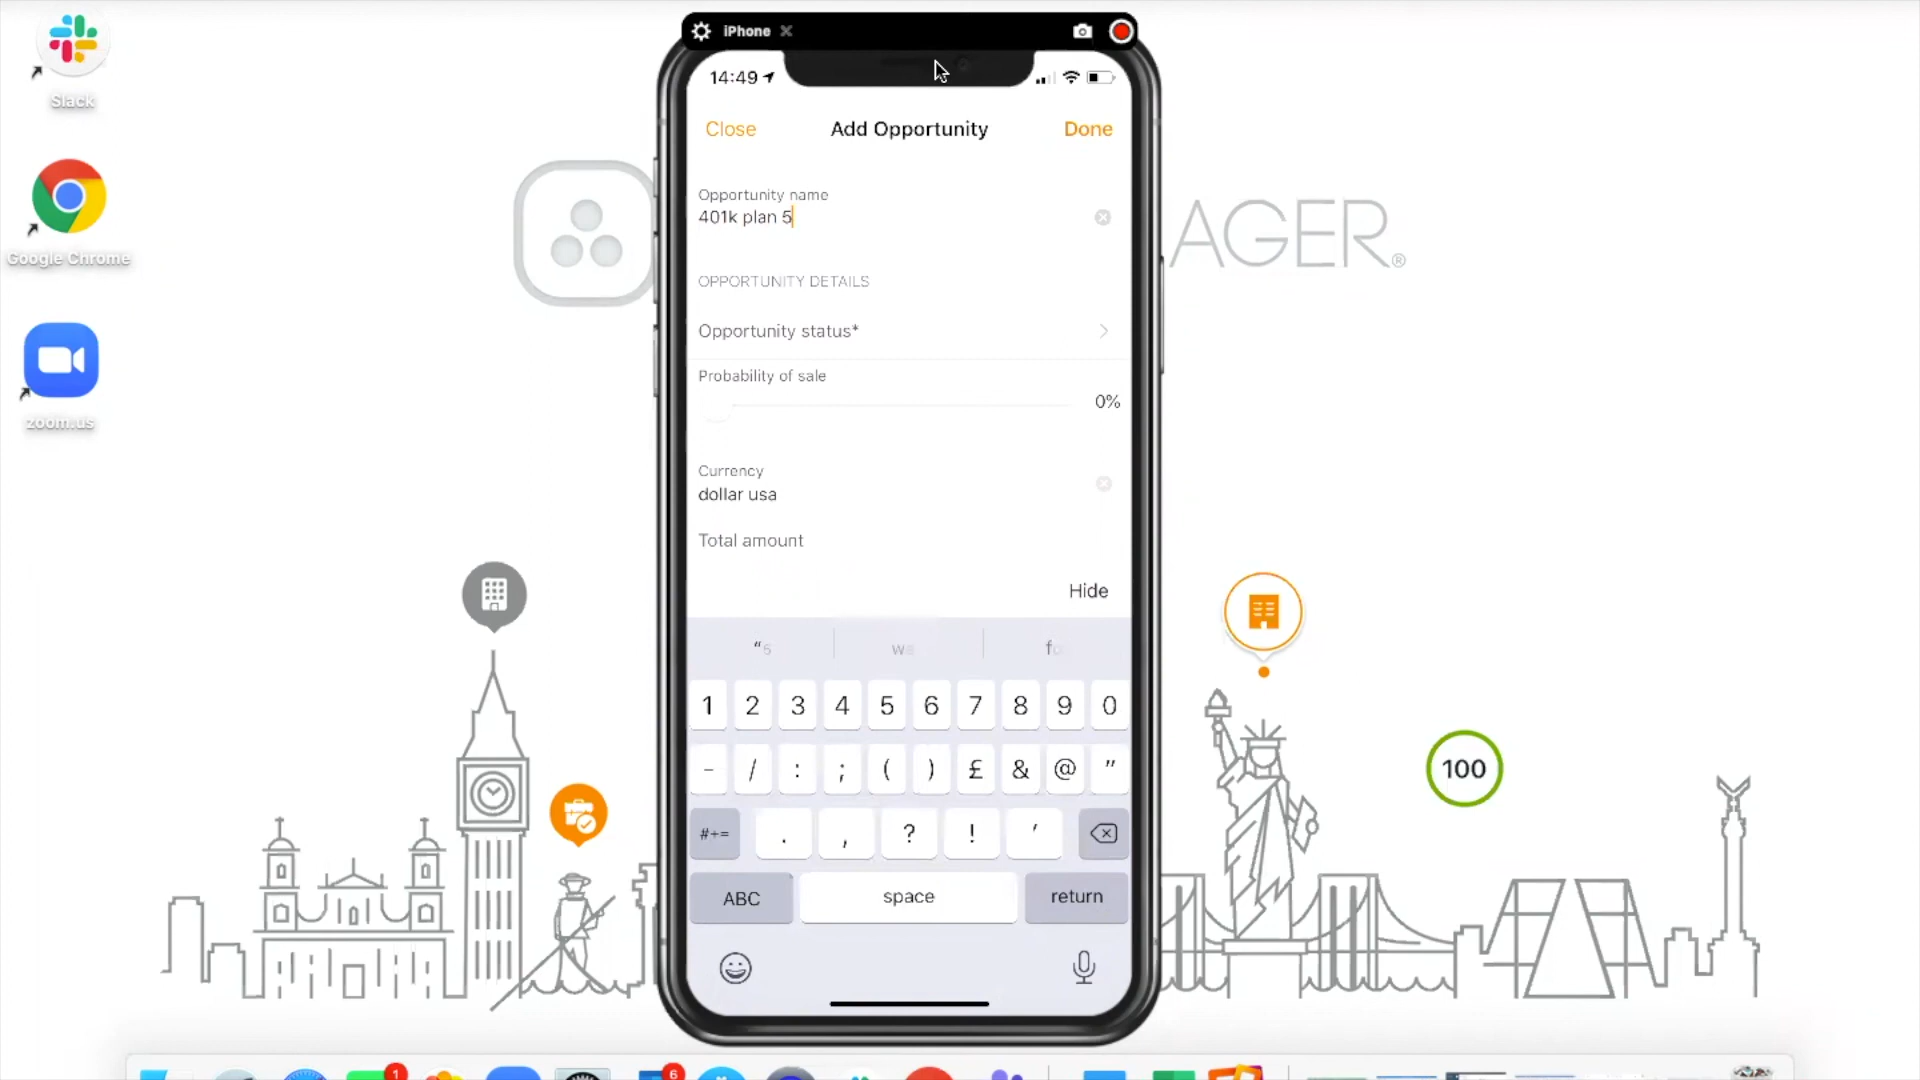 Slack
Google Chrome
zoom.us
iPhone
14:49
Close
Add Opportunity
Done
Opportunity name
401k plan 5
OPPORTUNITY DETAILS
Opportunity status*
Probability of sale
0%
Currency
dollar usa
Total amount
Hide
1 2 3 4 5 6 7 8 9 0
- / : ; ( ) £ & @ "
#+= . , ? ! '
ABC space return
AGER®
100
1
6